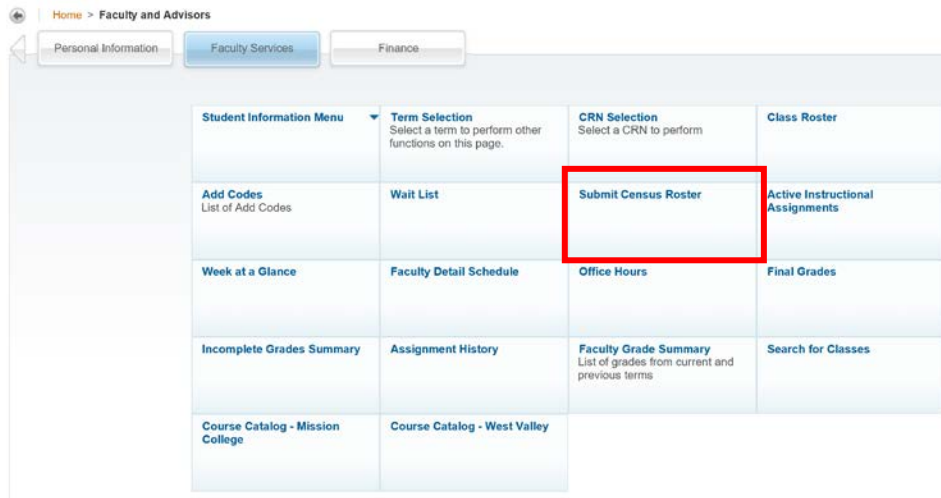 Home > Faculty and Advisors
Personal Information
Faculty Services
Finance
Student Information Menu
Term Selection
Select a term to perform other
functions on this page.
CRN Selection
Select a CRN to perform
Class Roster
Add Codes
List of Add Codes
Wait List
Submit Census Roster
Active Instructional
Assignments
Week at a Glance
Faculty Detail Schedule
Office Hours
Final Grades
Incomplete Grades Summary
Assignment History
Faculty Grade Summary
List of grades from current and
previous terms
Search for Classes
Course Catalog - Mission
College
Course Catalog - West Valley